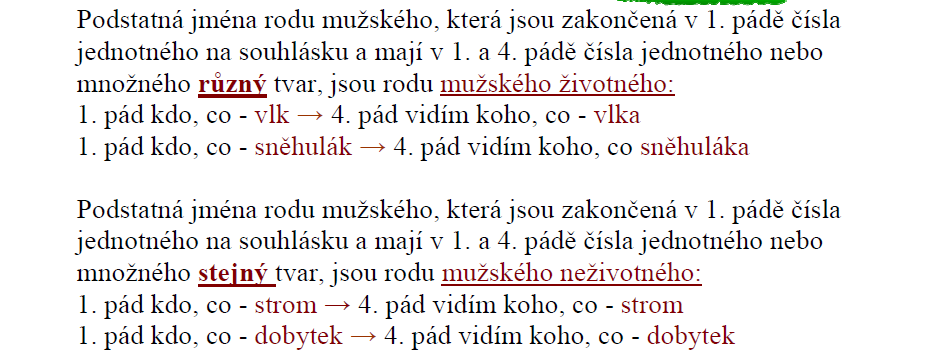 Podstatná jména rodu mužského, která jsou zakončená v 1. pádě čísla
jednotného na souhlásku a mají v 1. a 4. pádě čísla jednotného nebo
množného různý tvar, jsou rodu mužského životného:
1. pád kdo, co - vlk → 4. pád vidím koho, co - vlka
1. pád kdo, co - sněhulák → 4. pád vidím koho, co sněhuláka
Podstatná jména rodu mužského, která jsou zakončená v 1. pádě čísla
jednotného na souhlásku a mají v 1. a 4. pádě čísla jednotného nebo
množného stejný tvar, jsou rodu mužského neživotného:
1. pád kdo, co - strom → 4. pád vidím koho, co - strom
1. pád kdo, co - dobytek → 4. pád vidím koho, co - dobytek